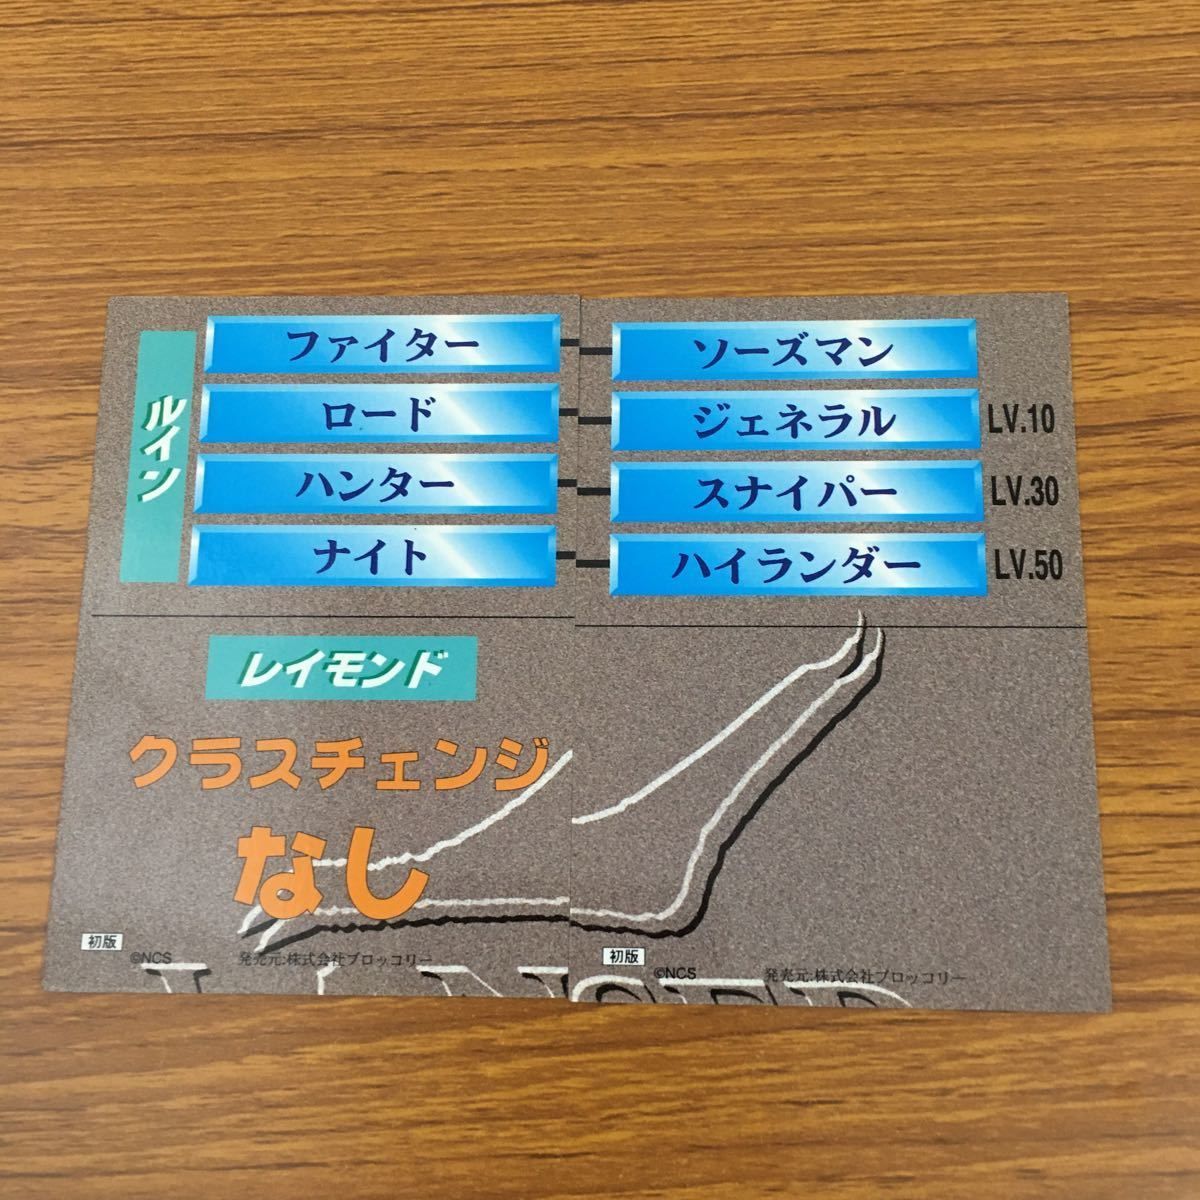 ルイン
ファイター
ソーズマン
ロード
ジェネラル LV.10
ハンター
スナイパー LV.30
ナイト
ハイランダー LV.50
レイモンド
クラスチェンジ
なし
初版 ©NCS 発売元:株式会社ブロッコリー
初版 ©NCS 発売元:株式会社ブロッコリー